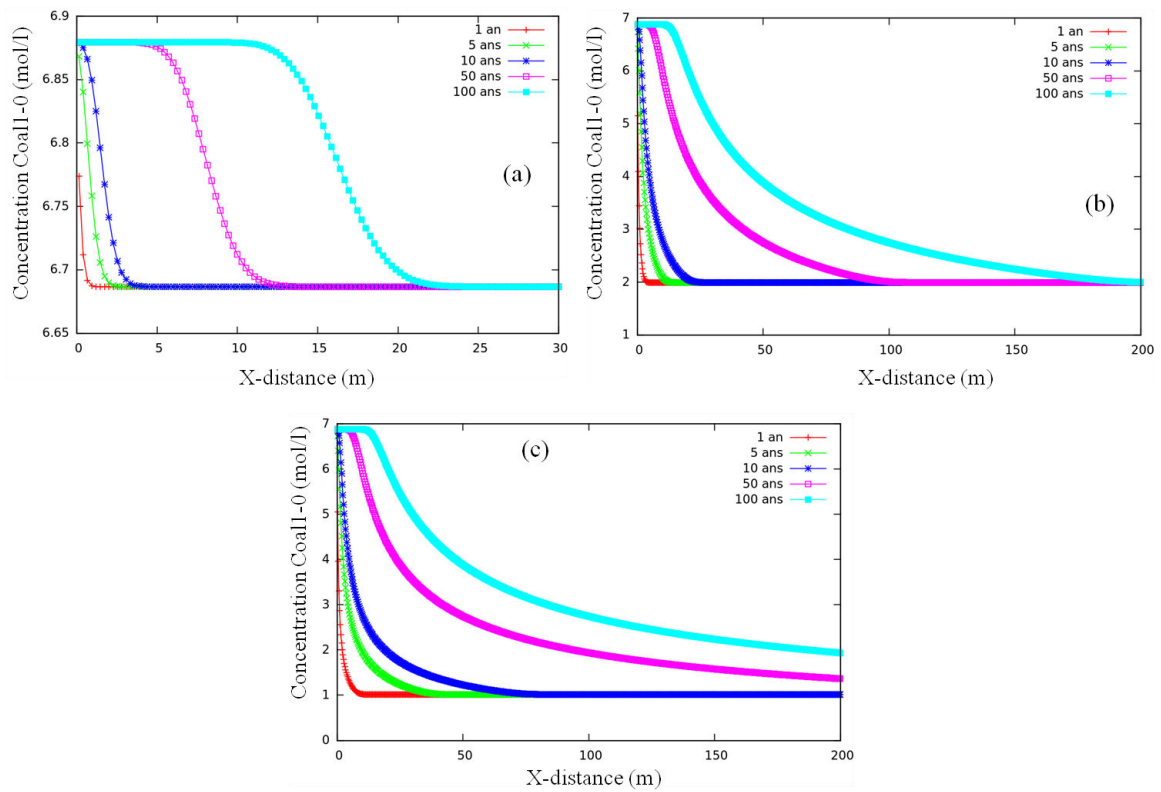 6.9
6.85
6.8
6.75
6.7
6.65
Concentration Coal1-0 (mol/l)
1 an
5 ans
10 ans
50 ans
100 ans
(a)
0 5 10 15 20 25 30
X-distance (m)
7
6
5
4
3
2
1
Concentration Coal1-0 (mol/l)
1 an
5 ans
10 ans
50 ans
100 ans
(b)
0 50 100 150 200
X-distance (m)
7
6
5
4
3
2
1
0
Concentration Coal1-0 (mol/l)
(c)
1 an
5 ans
10 ans
50 ans
100 ans
0 50 100 150 200
X-distance (m)